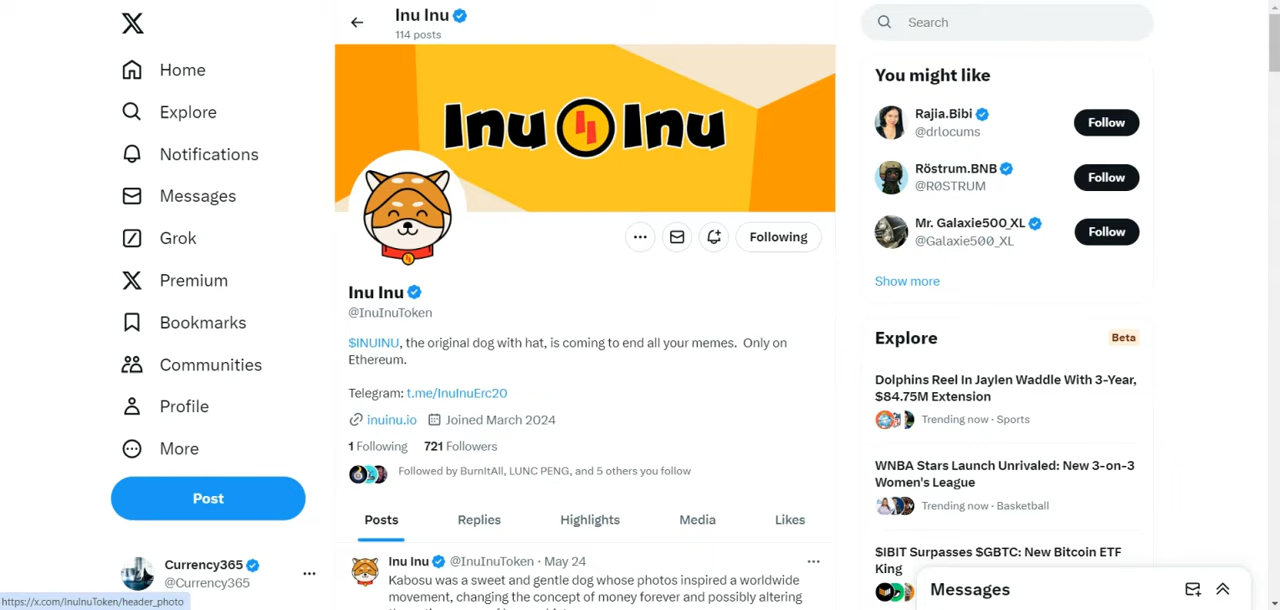 Inu Inu
114 posts
Search
Home
Explore
Notifications
Messages
Grok
Premium
Bookmarks
Communities
Profile
More
Post
Currency365
@Currency365
https://x.com/InuInuToken/header_photo
Inu Inu
Following
Inu Inu
@InuInuToken
$INUINU, the original dog with hat, is coming to end all your memes. Only on
Ethereum.
Telegram: t.me/InuInuErc20
inuinu.io Joined March 2024
1 Following 721 Followers
Followed by BurnItAll, LUNC PENG, and 5 others you follow
Posts Replies Highlights Media Likes
Inu Inu @InuInuToken · May 24
Kabosu was a sweet and gentle dog whose photos inspired a worldwide
movement, changing the concept of money forever and possibly altering
You might like
Rajia.Bibi
@drlocums
Follow
Röstrum.BNB
@R0STRUM
Follow
Mr. Galaxie500_XL
@Galaxie500_XL
Follow
Show more
Explore
Beta
Dolphins Reel In Jaylen Waddle With 3-Year,
$84.75M Extension
Trending now · Sports
WNBA Stars Launch Unrivaled: New 3-on-3
Women's League
Trending now · Basketball
$IBIT Surpasses $GBTC: New Bitcoin ETF
King
Messages